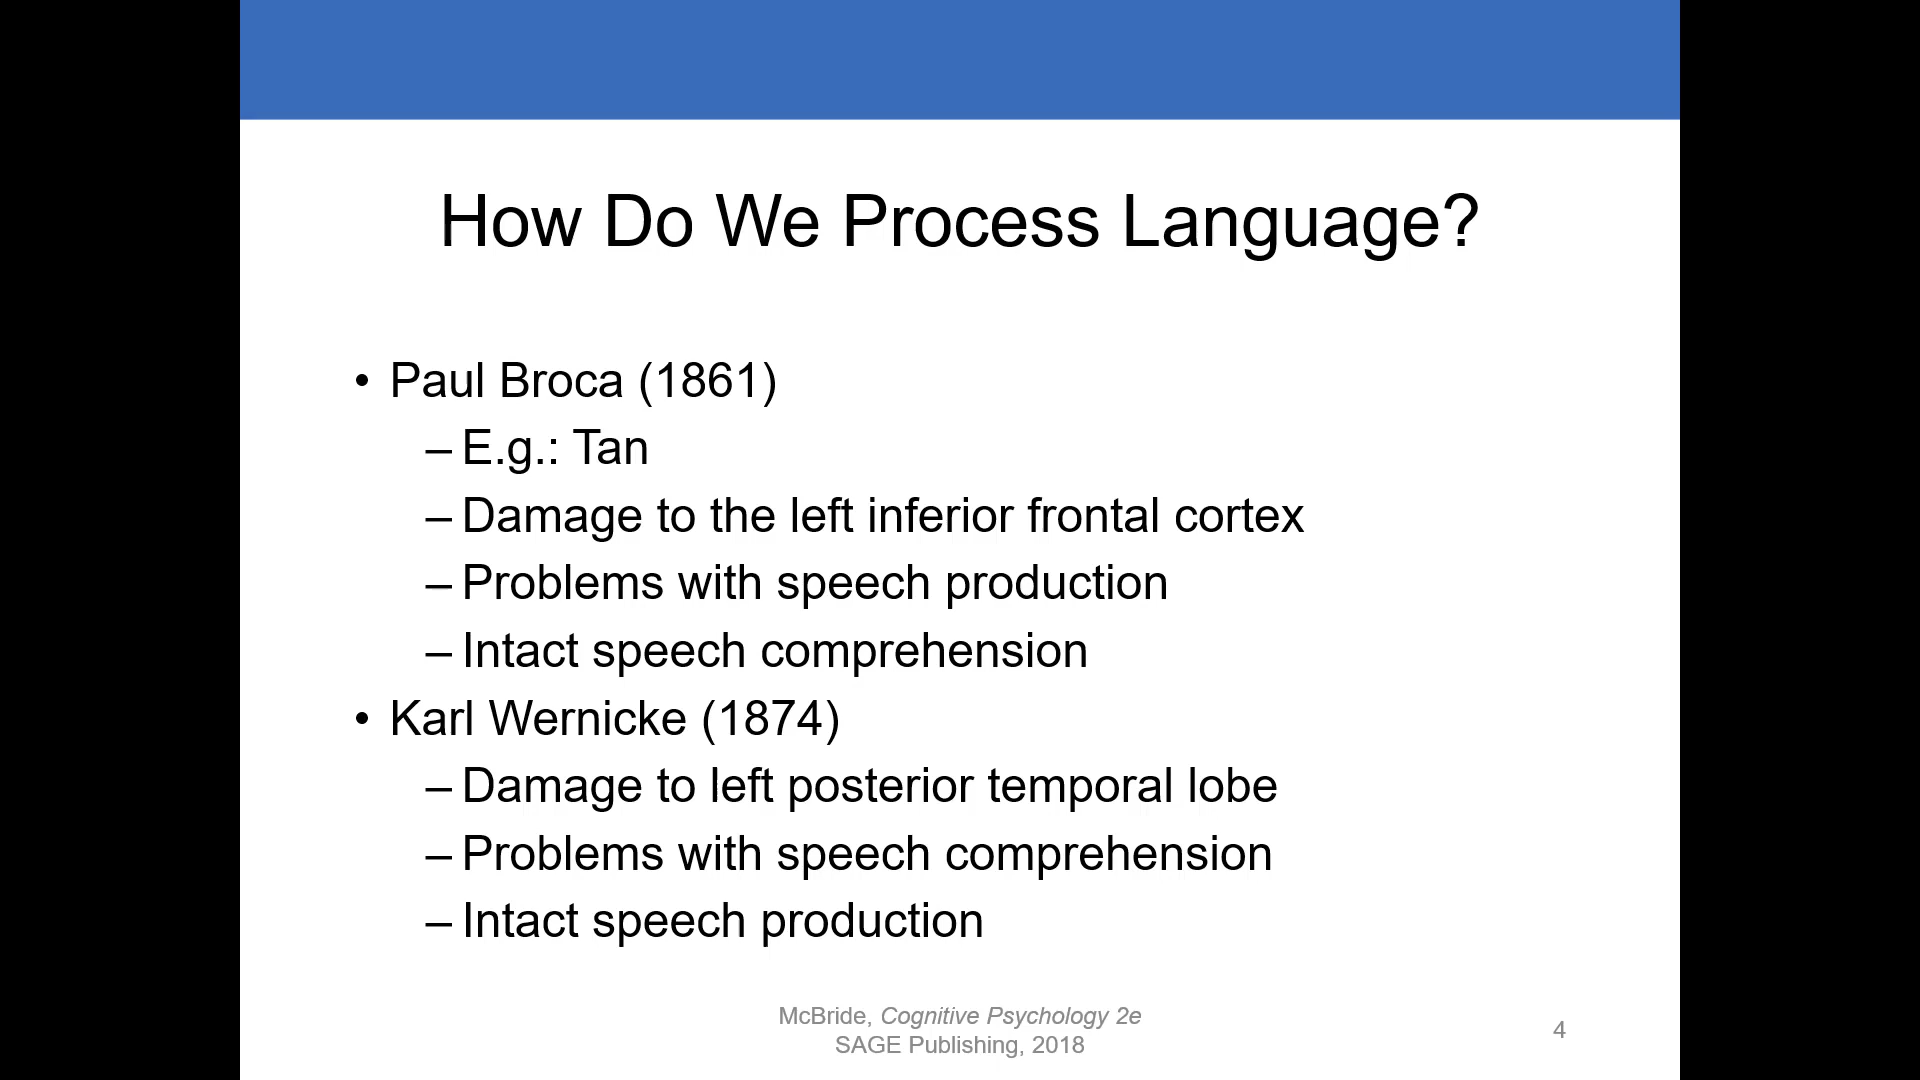 How Do We Process Language?
• Paul Broca (1861)
– E.g.: Tan
– Damage to the left inferior frontal cortex
– Problems with speech production
– Intact speech comprehension
• Karl Wernicke (1874)
– Damage to left posterior temporal lobe
– Problems with speech comprehension
– Intact speech production
McBride, Cognitive Psychology 2e
SAGE Publishing, 2018
4